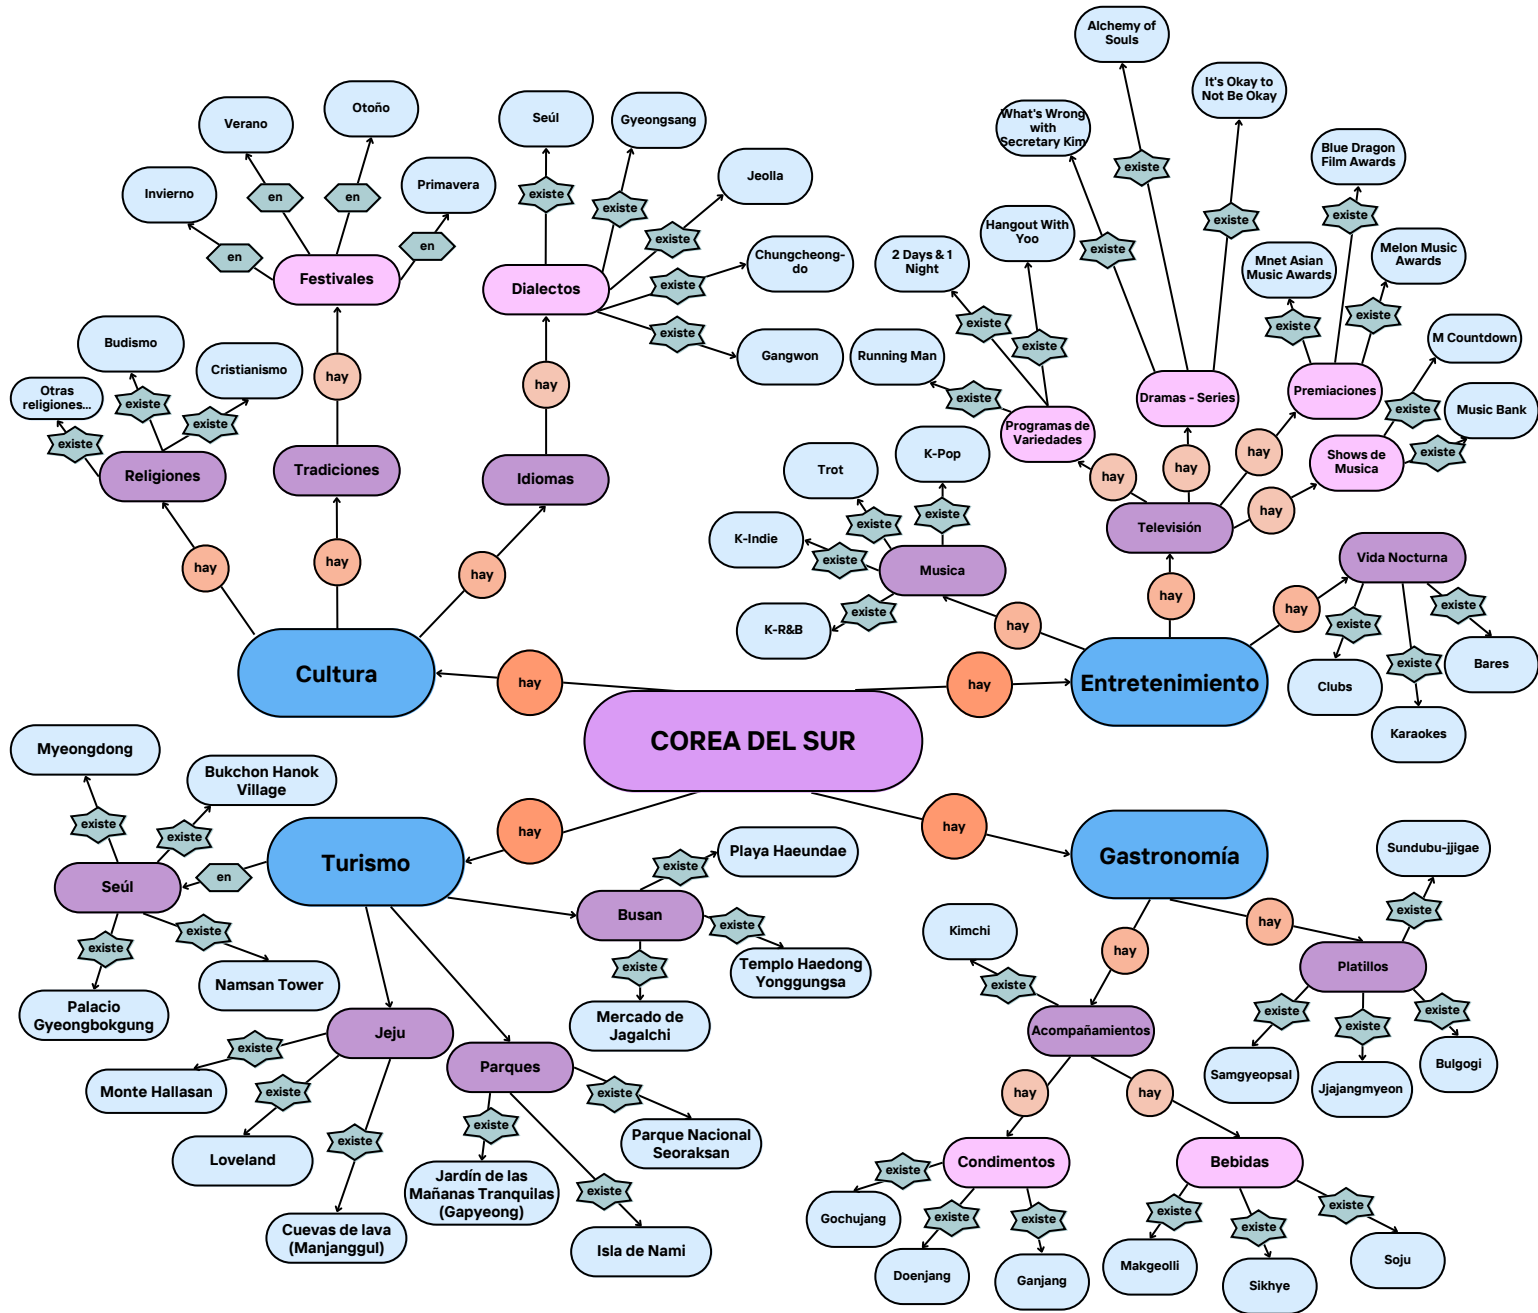 Alchemy of
Souls
It's Okay to
Not Be Okay
What's Wrong
with
Secretary Kim
existe
existe
existe
Blue Dragon
Film Awards
Mnet Asian
Music Awards
Melon Music
Awards
existe
existe
existe
Hangout With
Yoo
2 Days & 1
Night
Running Man
existe
existe
existe
Programas de
Variedades
Dramas - Series
Premiaciones
M Countdown
Music Bank
existe
existe
Shows de
Musica
hay
hay
hay
hay
Televisión
Otoño
Verano
Invierno
Primavera
en
en
en
en
Festivales
hay
Tradiciones
Seúl
Gyeongsang
Jeolla
Chungcheong-
do
Gangwon
existe
existe
existe
existe
existe
Dialectos
hay
Idiomas
Budismo
Cristianismo
Otras
religiones...
existe
existe
existe
Religiones
hay
hay
hay
Cultura
hay
K-Pop
Trot
K-Indie
K-R&B
existe
existe
existe
existe
Musica
hay
hay
hay
Vida Nocturna
existe
existe
existe
Clubs
Karaokes
Bares
Entretenimiento
hay
COREA DEL SUR
hay
hay
Myeongdong
Bukchon Hanok
Village
existe
existe
Seúl
en
existe
existe
Palacio
Gyeongbokgung
Namsan Tower
Turismo
Playa Haeundae
existe
Busan
existe
existe
Templo Haedong
Yonggungsa
Mercado de
Jagalchi
Jeju
existe
existe
existe
Monte Hallasan
Loveland
Cuevas de lava
(Manjanggul)
Parques
existe
existe
existe
Parque Nacional
Seoraksan
Jardín de las
Mañanas Tranquilas
(Gapyeong)
Isla de Nami
Gastronomía
hay
hay
Sundubu-jjigae
existe
Platillos
existe
existe
existe
Samgyeopsal
Jjajangmyeon
Bulgogi
Kimchi
existe
Acompañamientos
hay
hay
Condimentos
existe
existe
existe
Gochujang
Doenjang
Ganjang
Bebidas
existe
existe
existe
Makgeolli
Sikhye
Soju